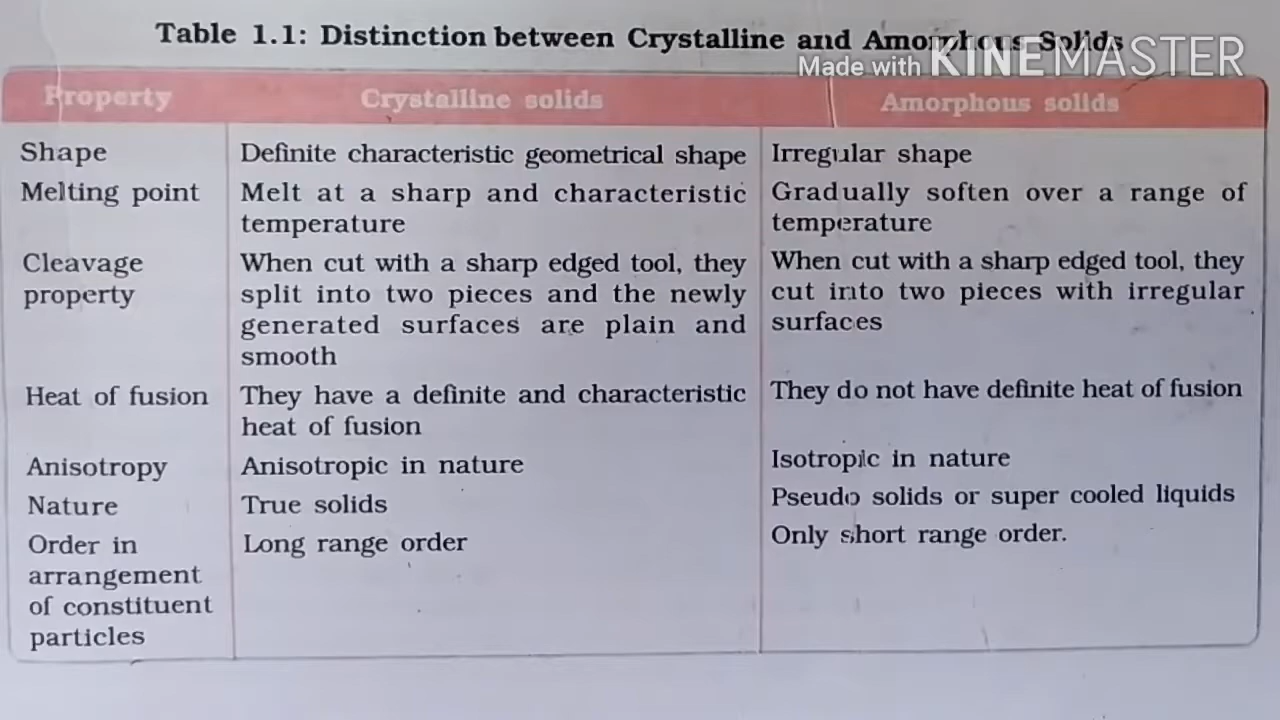 Table 1.1: Distinction between Crystalline and Amorphous Solids
Made with KINEMASTER
Property Crystalline solids Amorphous solids
Shape Definite characteristic geometrical shape Irregular shape
Melting point Melt at a sharp and characteristic Gradually soften over a range of
temperature temperature
Cleavage When cut with a sharp edged tool, they When cut with a sharp edged tool, they
property split into two pieces and the newly cut into two pieces with irregular
generated surfaces are plain and surfaces
smooth
Heat of fusion They have a definite and characteristic They do not have definite heat of fusion
heat of fusion
Anisotropy Anisotropic in nature Isotropic in nature
Nature True solids Pseudo solids or super cooled liquids
Order in Long range order Only short range order.
arrangement
of constituent
particles